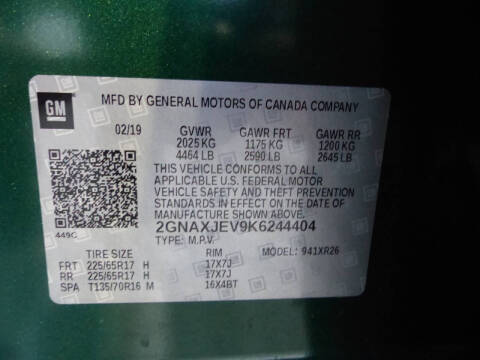 GM
MFD BY GENERAL MOTORS OF CANADA COMPANY
02/19 GVWR GAWR FRT GAWR RR
2025 KG 1175 KG 1200 KG
4464 LB 2590 LB 2645 LB
THIS VEHICLE CONFORMS TO ALL
APPLICABLE U.S. FEDERAL MOTOR
VEHICLE SAFETY AND THEFT PREVENTION
STANDARDS IN EFFECT ON THE DATE
OF MANUFACTURE SHOWN ABOVE.
449C 2GNAXJEV9K6244404
TYPE: M.P.V. MODEL: 941XR26
TIRE SIZE RIM
FRT 225/65R17 H 17X7J
RR 225/65R17 H 17X7J
SPA T135/70R16 M 16X4BT